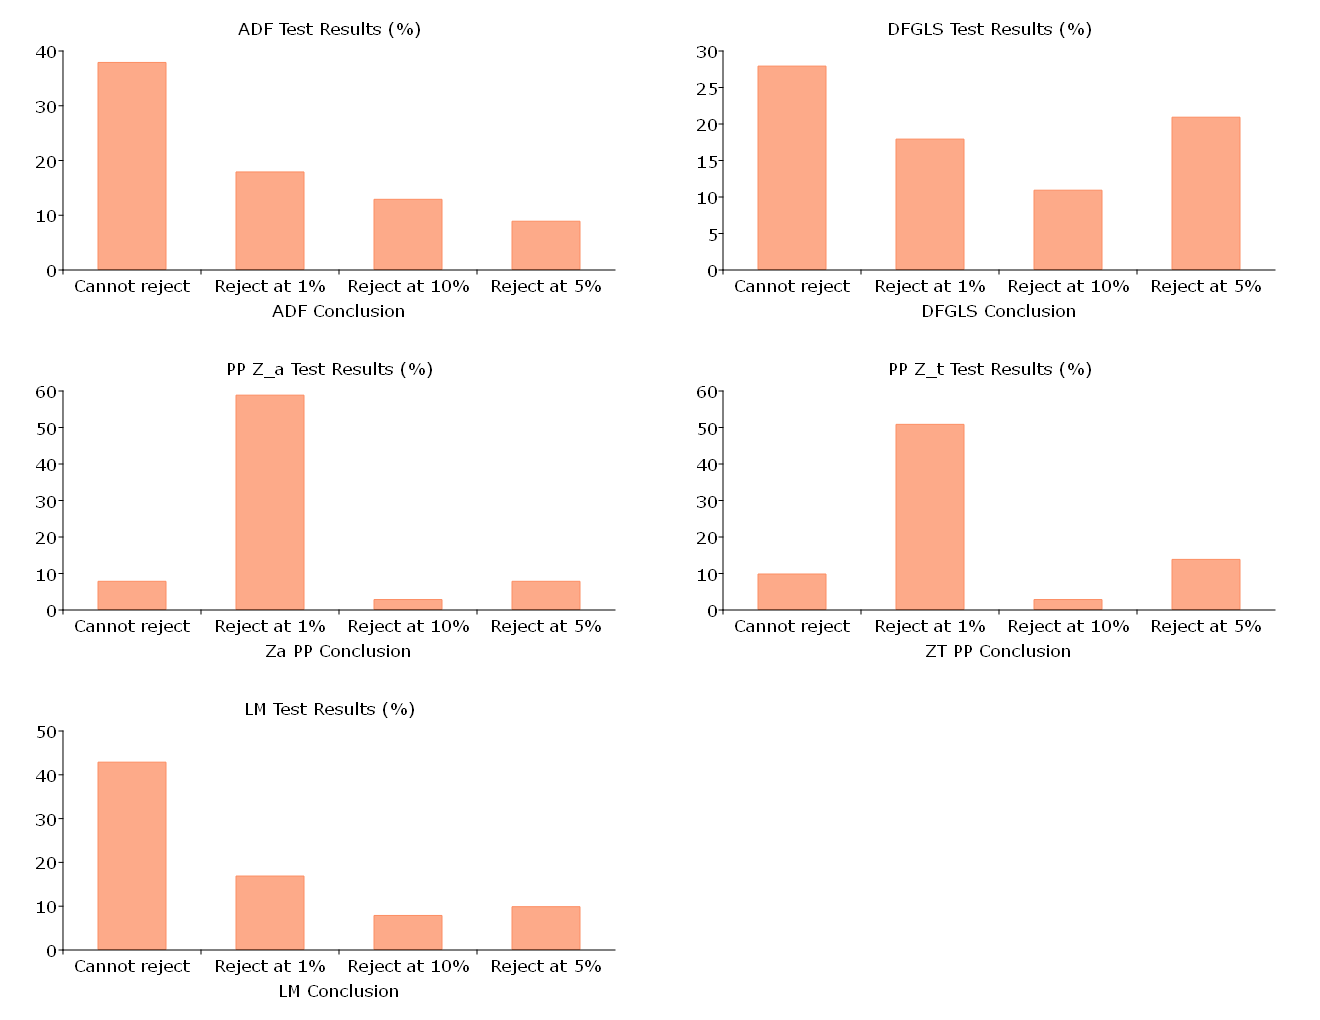 ADF Test Results (%)
40
30
20
10
0
Cannot reject Reject at 1% Reject at 10% Reject at 5%
ADF Conclusion
DFGLS Test Results (%)
30
25
20
15
10
5
0
Cannot reject Reject at 1% Reject at 10% Reject at 5%
DFGLS Conclusion
PP Z_a Test Results (%)
60
50
40
30
20
10
0
Cannot reject Reject at 1% Reject at 10% Reject at 5%
Za PP Conclusion
PP Z_t Test Results (%)
60
50
40
30
20
10
0
Cannot reject Reject at 1% Reject at 10% Reject at 5%
ZT PP Conclusion
LM Test Results (%)
50
40
30
20
10
0
Cannot reject Reject at 1% Reject at 10% Reject at 5%
LM Conclusion